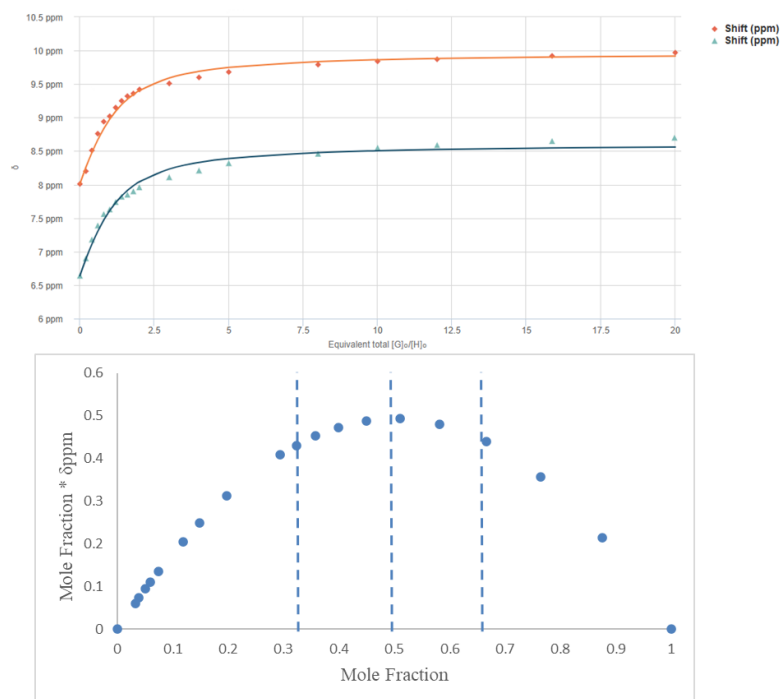 10.5 ppm
10 ppm
9.5 ppm
9 ppm
8.5 ppm
8 ppm
7.5 ppm
7 ppm
6.5 ppm
6 ppm
δ
0 2.5 5 7.5 10 12.5 15 17.5 20
Equivalent total [G]₀/[H]₀
Shift (ppm)
Shift (ppm)
0.6
0.5
0.4
0.3
0.2
0.1
0
Mole Fraction * δppm
0 0.1 0.2 0.3 0.4 0.5 0.6 0.7 0.8 0.9 1
Mole Fraction